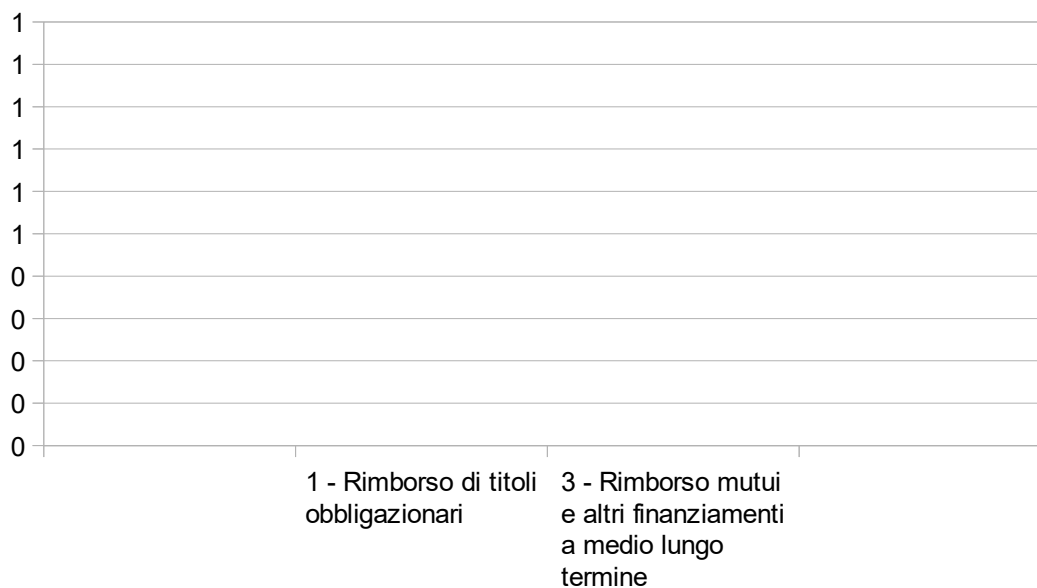 1
1
1
1
1
1
0
0
0
0
0
1 - Rimborso di titoli
obbligazionari
3 - Rimborso mutui
e altri finanziamenti
a medio lungo
termine